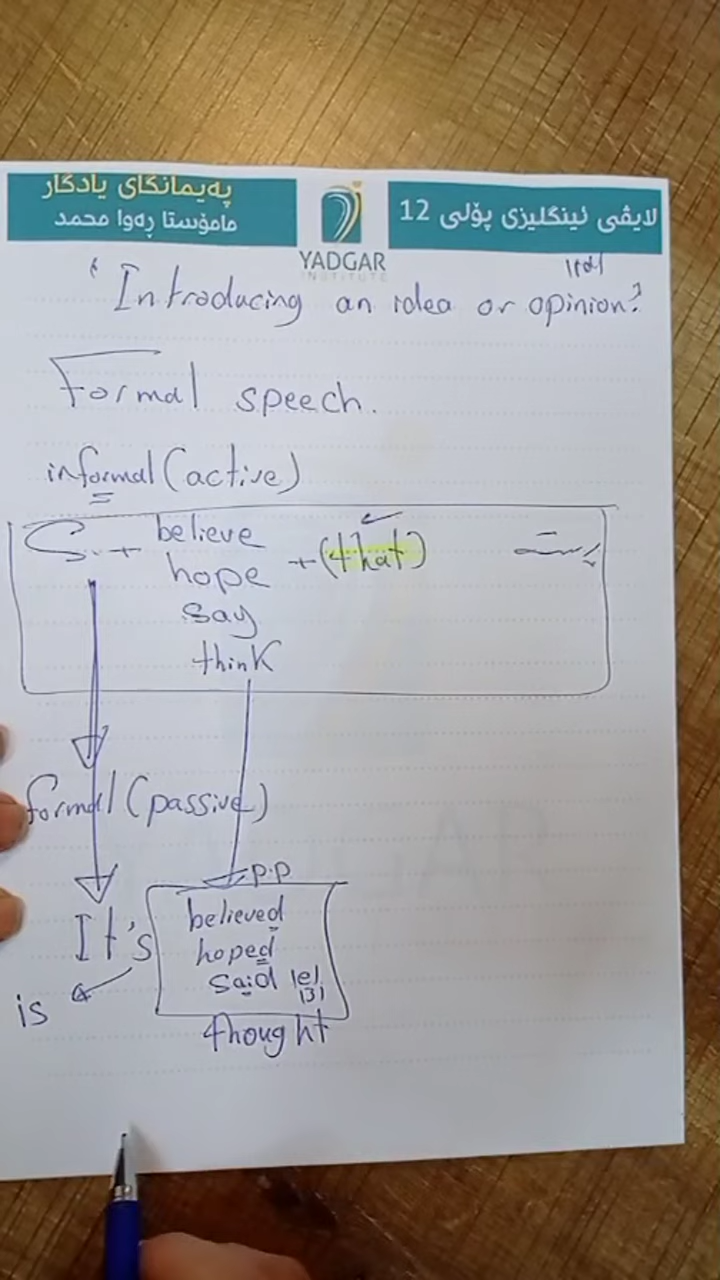 پەیمانگای یادگار
مامۆستا ڕەوا محمد
YADGAR
INSTITUTE
لایڤی ئینگلیزی پۆلی 12
"Introducing an idea or opinion"
Formal speech.
informal (active)
S. + believe + (that) ڕستە
hope
say
think
formal (passive)
p.p
It's believed
hoped
said /e/
thought
is